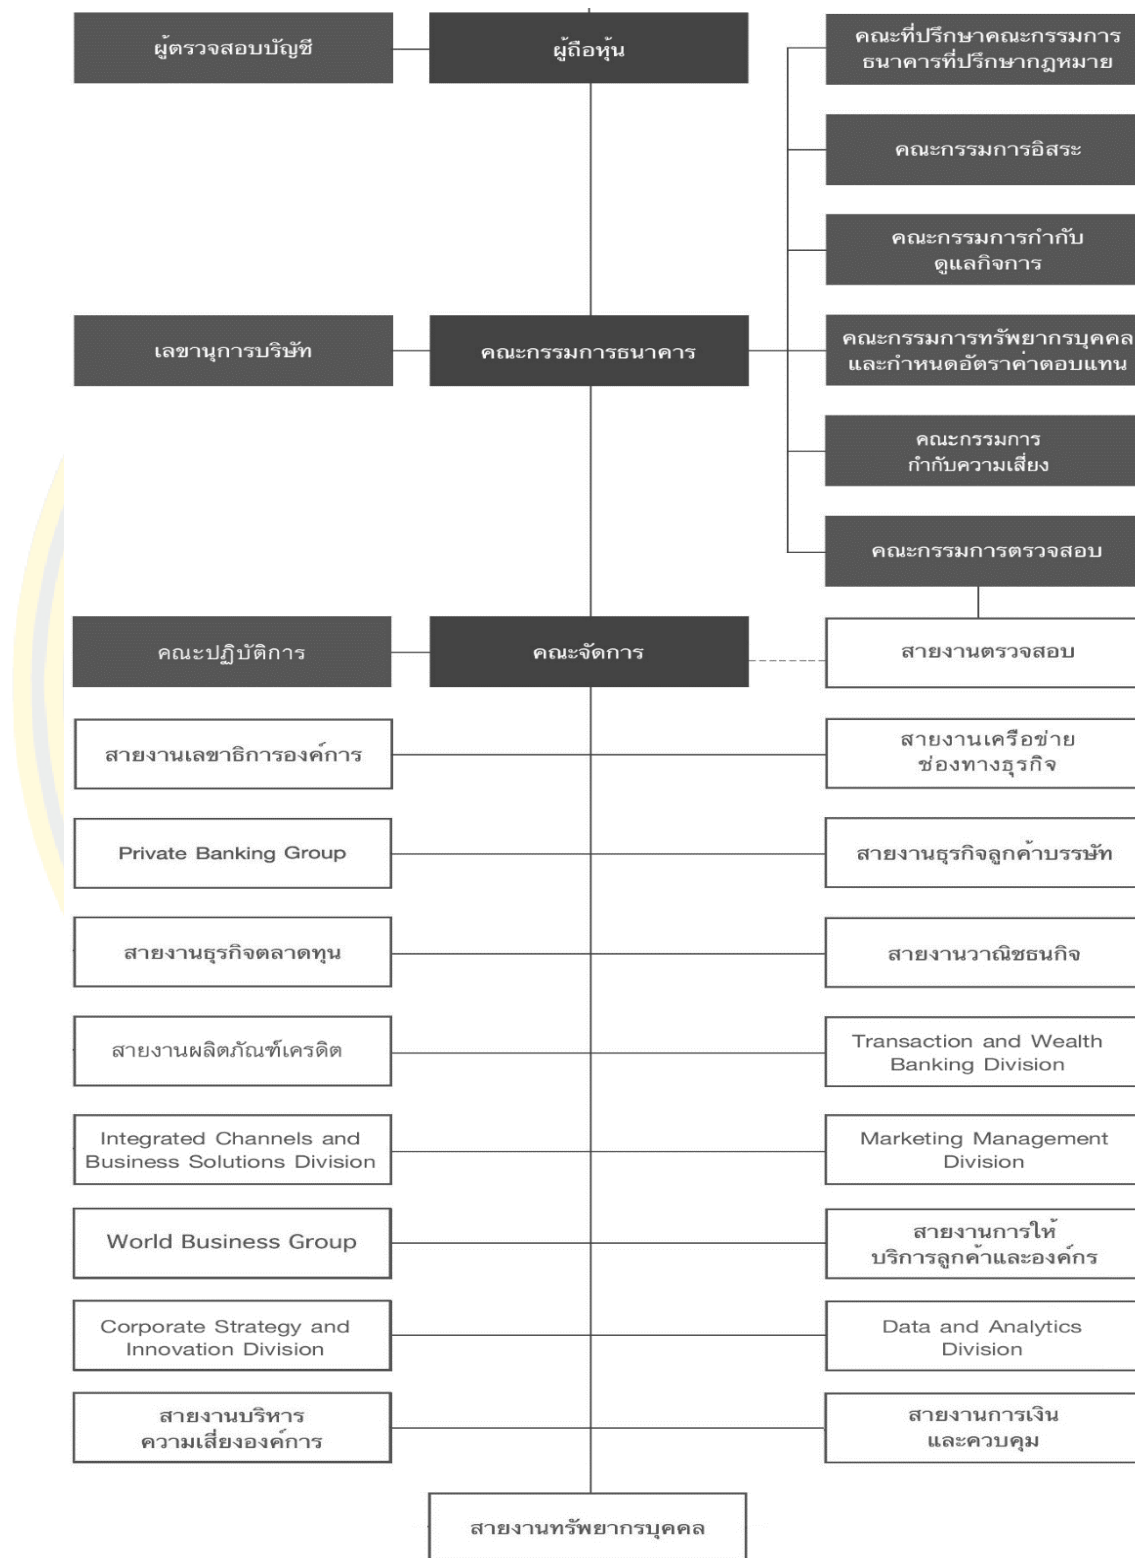 ผู้ตรวจสอบบัญชี
ผู้ถือหุ้น
คณะที่ปรึกษาคณะกรรมการ
ธนาคารที่ปรึกษากฎหมาย
คณะกรรมการอิสระ
คณะกรรมการกำกับ
ดูแลกิจการ
เลขานุการบริษัท
คณะกรรมการธนาคาร
คณะกรรมการทรัพยากรบุคคล
และกำหนดอัตราค่าตอบแทน
คณะกรรมการ
กำกับความเสี่ยง
คณะกรรมการตรวจสอบ
คณะปฏิบัติการ
คณะจัดการ
สายงานตรวจสอบ
สายงานเลขาธิการองค์การ
สายงานเครือข่าย
ช่องทางธุรกิจ
Private Banking Group
สายงานธุรกิจลูกค้าบรรษัท
สายงานธุรกิจตลาดทุน
สายงานวาณิชธนกิจ
สายงานผลิตภัณฑ์เครดิต
Transaction and Wealth
Banking Division
Integrated Channels and
Business Solutions Division
Marketing Management
Division
World Business Group
สายงานการให้
บริการลูกค้าและองค์กร
Corporate Strategy and
Innovation Division
Data and Analytics
Division
สายงานบริหาร
ความเสี่ยงองค์การ
สายงานการเงิน
และควบคุม
สายงานทรัพยากรบุคคล